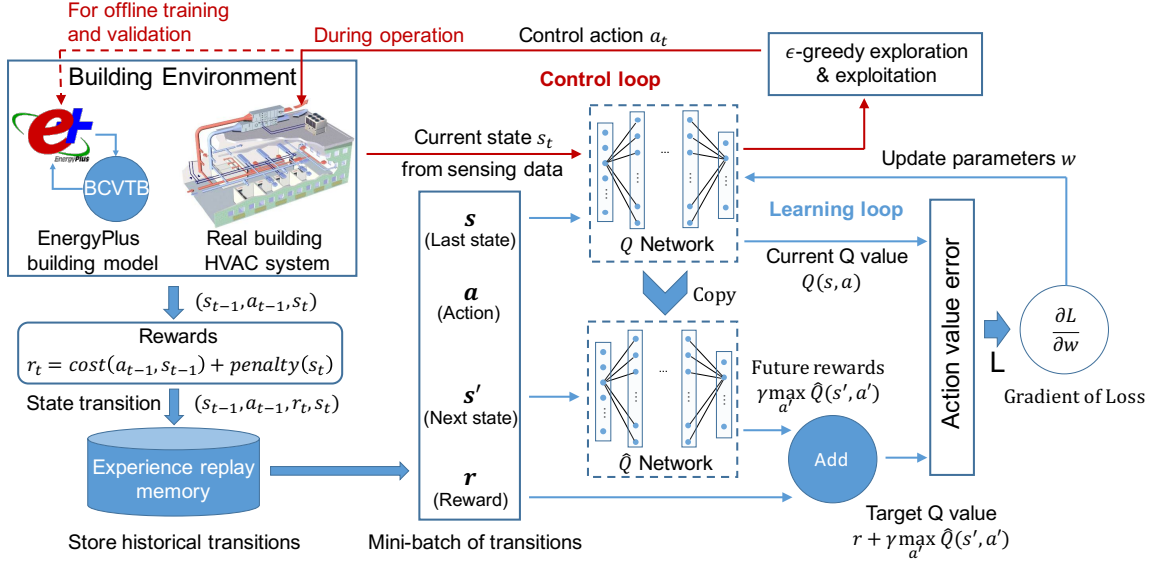 For offline training
and validation
During operation
Control action a_t
ϵ-greedy exploration
& exploitation
Building Environment
Control loop
e+
EnergyPlus
BCVTB
EnergyPlus
building model
Real building
HVAC system
Current state s_t
from sensing data
...
Q Network
Update parameters w
Learning loop
Current Q value
Q(s, a)
s
(Last state)
a
(Action)
s′
(Next state)
r
(Reward)
Copy
(s_{t−1}, a_{t−1}, s_t)
Rewards
r_t = cost(a_{t−1}, s_{t−1}) + penalty(s_t)
State transition
(s_{t−1}, a_{t−1}, r_t, s_t)
Experience replay
memory
Store historical transitions
Mini-batch of transitions
...
Q̂ Network
Future rewards
γ max_{a′} Q̂(s′, a′)
Add
Target Q value
r + γ max_{a′} Q̂(s′, a′)
Action value error
L
∂L
∂w
Gradient of Loss